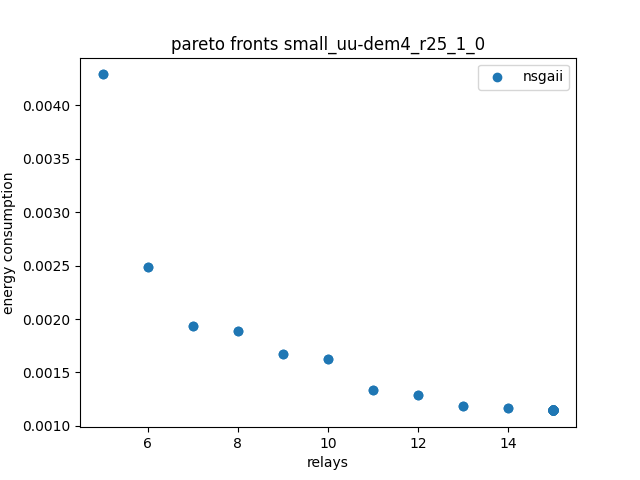 pareto fronts small_uu-dem4_r25_1_0
nsgaii
0.0040
0.0035
0.0030
0.0025
0.0020
0.0015
0.0010
energy consumption
6 8 10 12 14
relays